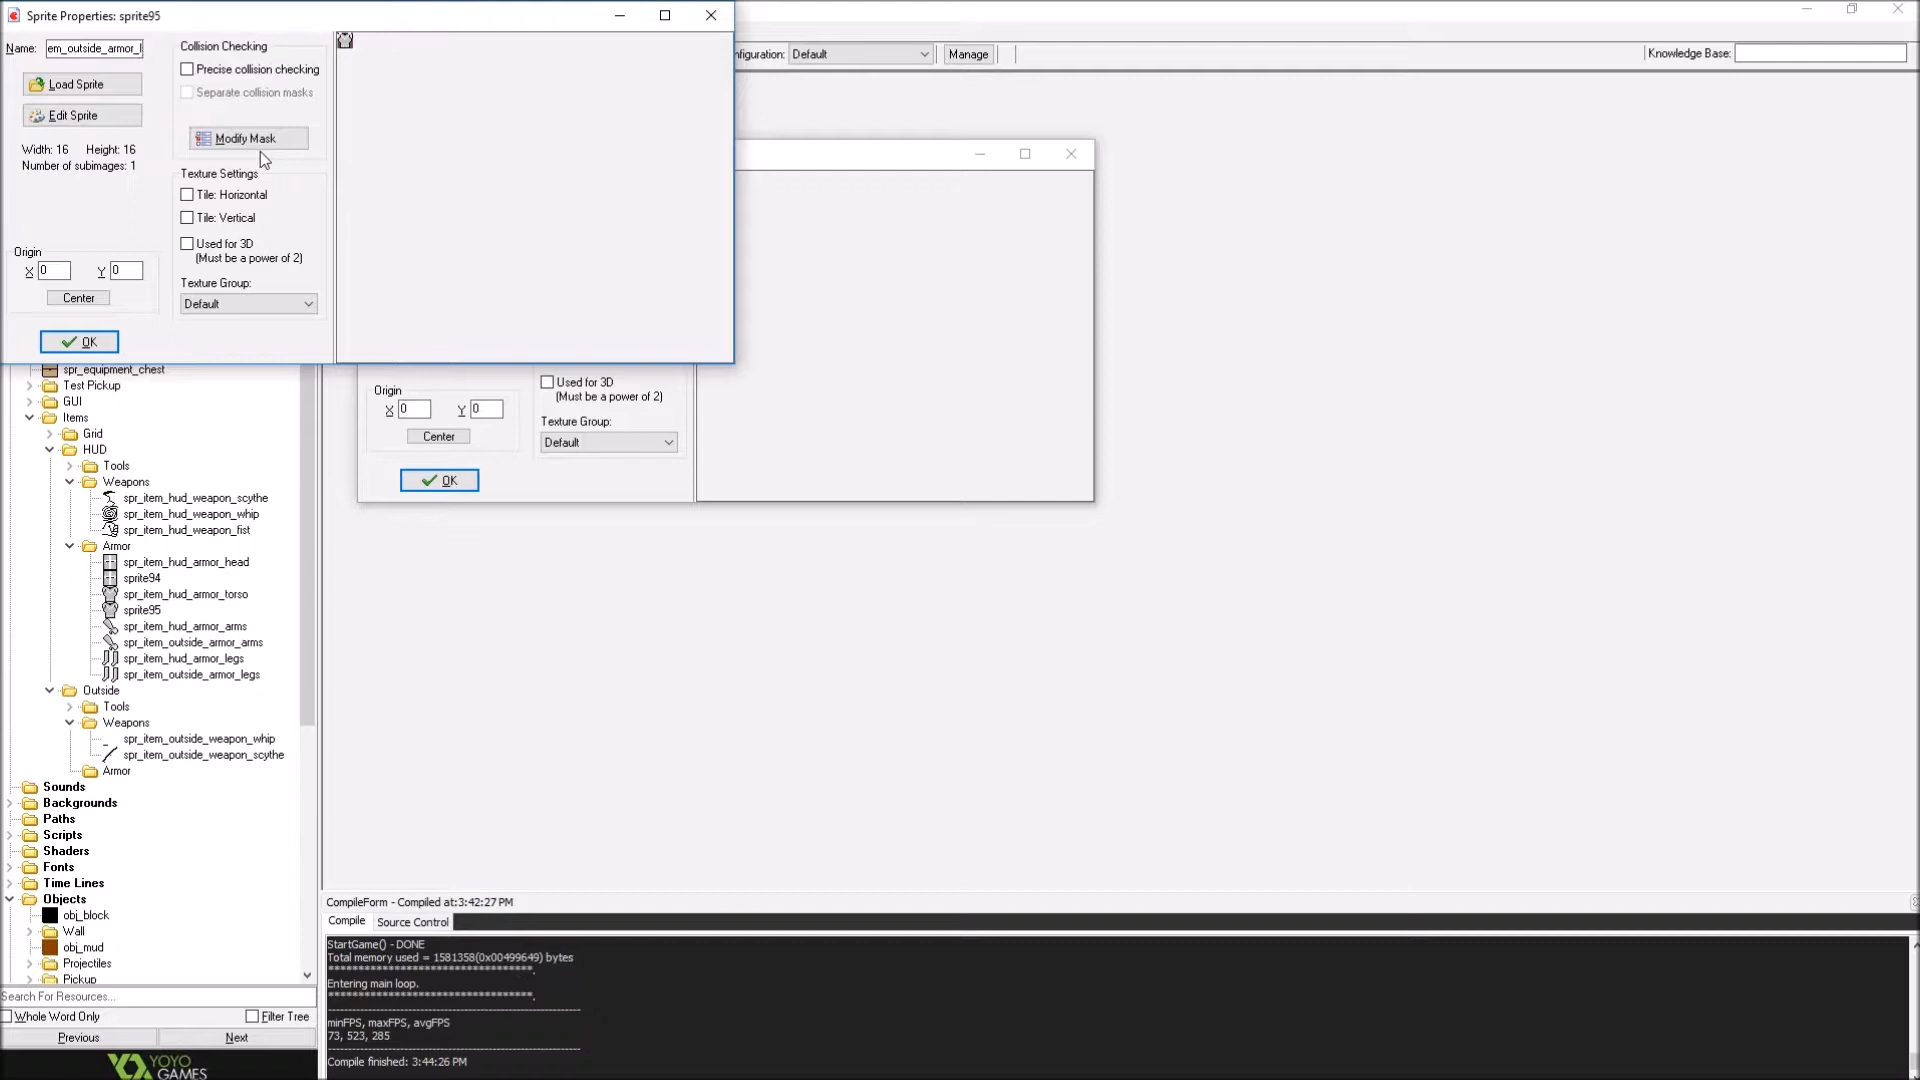 Sprite Properties: sprite95
Name: em_outside_armor_l
Load Sprite
Edit Sprite
Width: 16 Height: 16
Number of subimages: 1
Origin
X 0 Y 0
Center
OK
Collision Checking
Precise collision checking
Separate collision masks
Modify Mask
Texture Settings
Tile: Horizontal
Tile: Vertical
Used for 3D
(Must be a power of 2)
Texture Group:
Default
nfiguration: Default
Manage
Knowledge Base:
Origin
X 0 Y 0
Center
OK
Used for 3D
(Must be a power of 2)
Texture Group:
Default
spr_equipment_chest
Test Pickup
GUI
Items
Grid
HUD
Tools
Weapons
spr_item_hud_weapon_scythe
spr_item_hud_weapon_whip
spr_item_hud_weapon_fist
Armor
spr_item_hud_armor_head
sprite94
spr_item_hud_armor_torso
sprite95
spr_item_hud_armor_arms
spr_item_outside_armor_arms
spr_item_hud_armor_legs
spr_item_outside_armor_legs
Outside
Tools
Weapons
spr_item_outside_weapon_whip
spr_item_outside_weapon_scythe
Armor
Sounds
Backgrounds
Paths
Scripts
Shaders
Fonts
Time Lines
Objects
obj_block
Wall
obj_mud
Projectiles
Pickup
Search For Resources...
Whole Word Only Filter Tree
Previous Next
YOYO
GAMES
CompileForm - Compiled at:3:42:27 PM
Compile Source Control
StartGame() - DONE
Total memory used = 1581358(0x00499649) bytes
**********************************.
Entering main loop.
**********************************.
minFPS, maxFPS, avgFPS
73, 523, 285
Compile finished: 3:44:26 PM